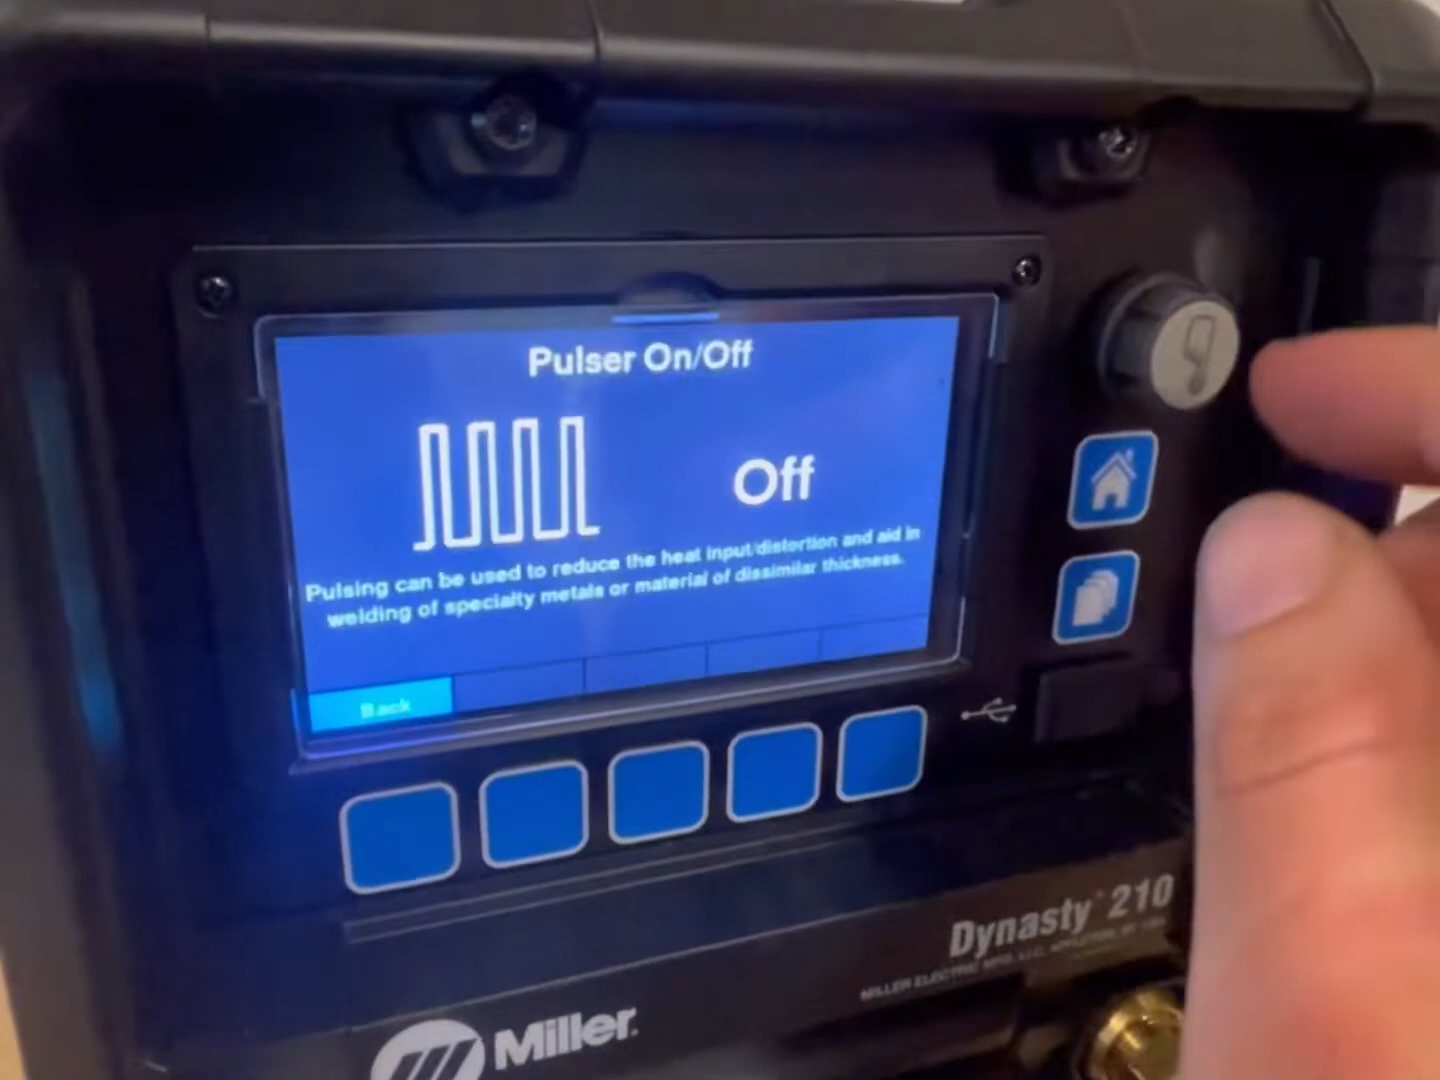 Pulser On/Off
Off
Pulsing can be used to reduce the heat input/distortion and aid in
welding of specialty metals or material of dissimilar thickness.
Back
Dynasty 210
MILLER ELECTRIC MFG. LLC, APPLETON, WI
Miller